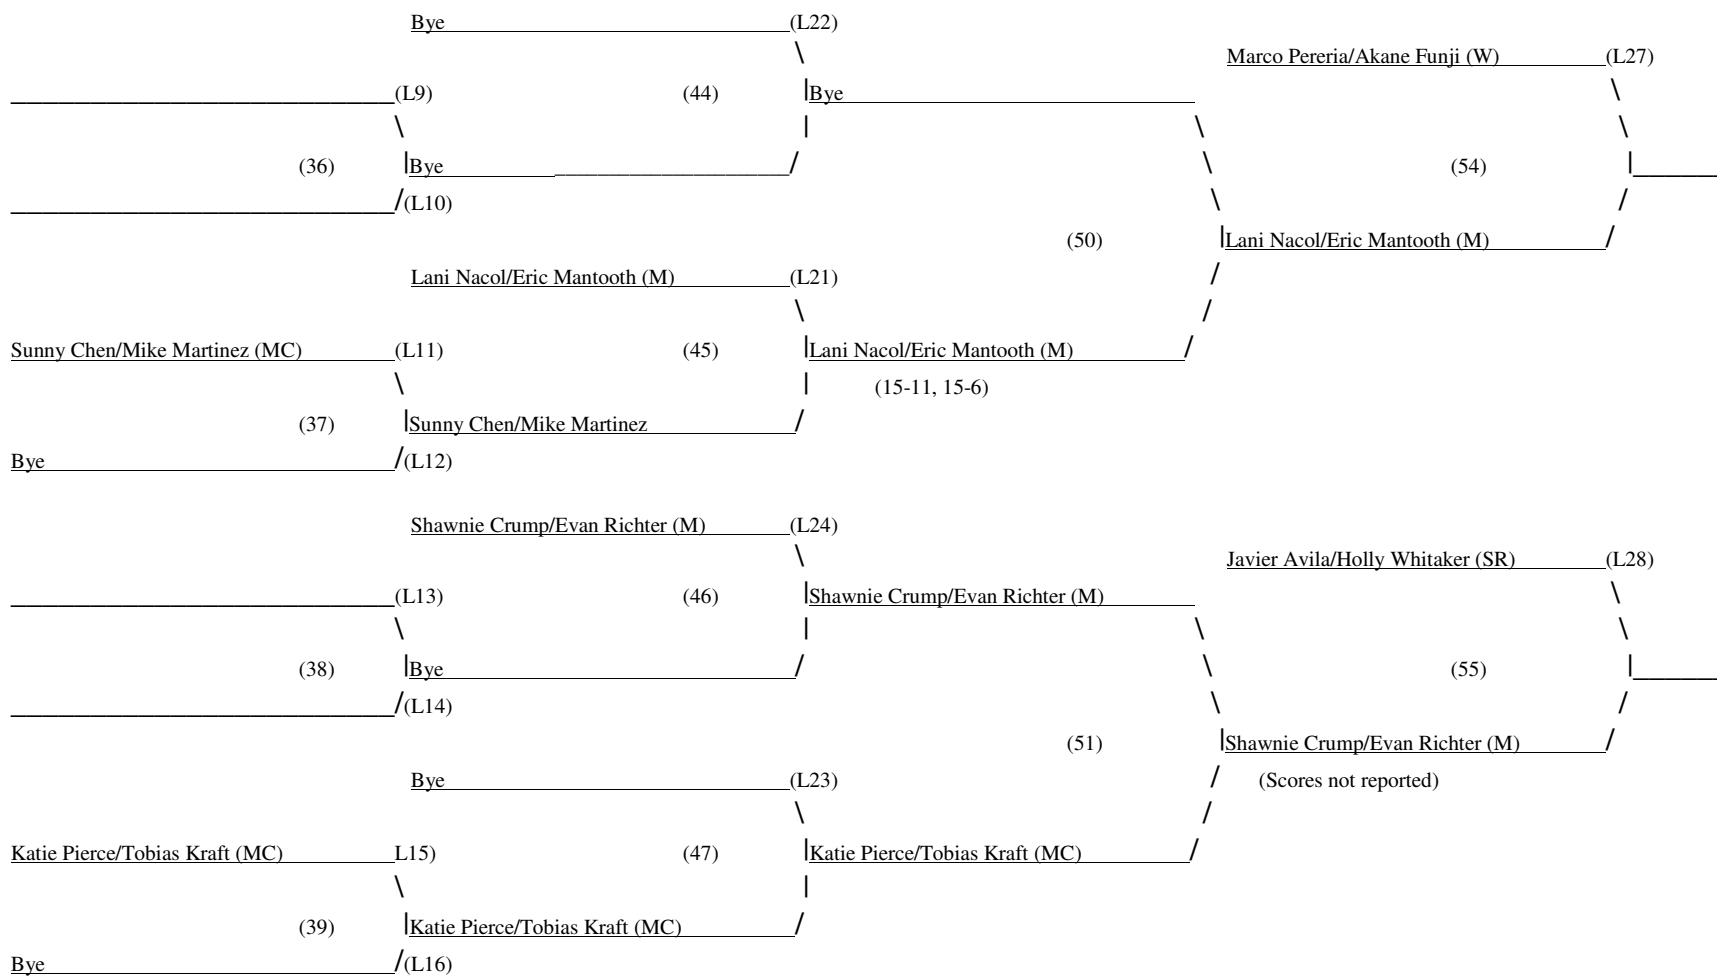 Bye (L22)
Marco Pereria/Akane Funji (W) (L27)
(L9) (44) Bye
(36) Bye (54)
(L10)
(50) Lani Nacol/Eric Mantooth (M)
Lani Nacol/Eric Mantooth (M) (L21)
Sunny Chen/Mike Martinez (MC) (L11) (45) Lani Nacol/Eric Mantooth (M)
(15-11, 15-6)
(37) Sunny Chen/Mike Martinez
Bye (L12)
Shawnie Crump/Evan Richter (M) (L24)
Javier Avila/Holly Whitaker (SR) (L28)
(L13) (46) Shawnie Crump/Evan Richter (M)
(38) Bye (55)
(L14)
(51) Shawnie Crump/Evan Richter (M)
Bye (L23) (Scores not reported)
Katie Pierce/Tobias Kraft (MC) L15) (47) Katie Pierce/Tobias Kraft (MC)
(39) Katie Pierce/Tobias Kraft (MC)
Bye (L16)